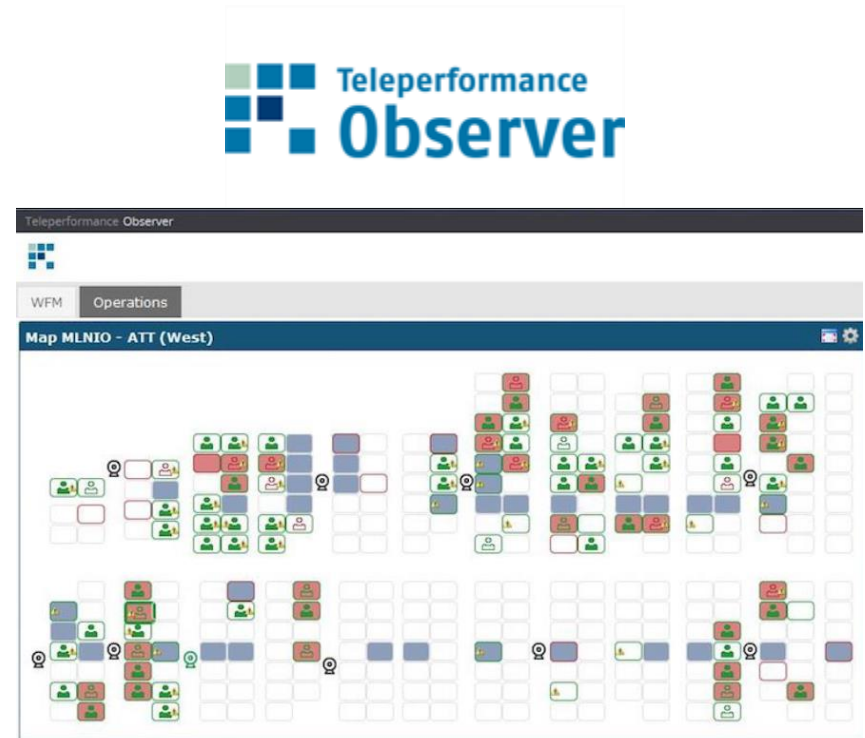 Teleperformance
Observer
Teleperformance Observer
WFM
Operations
Map MLNIO - ATT (West)